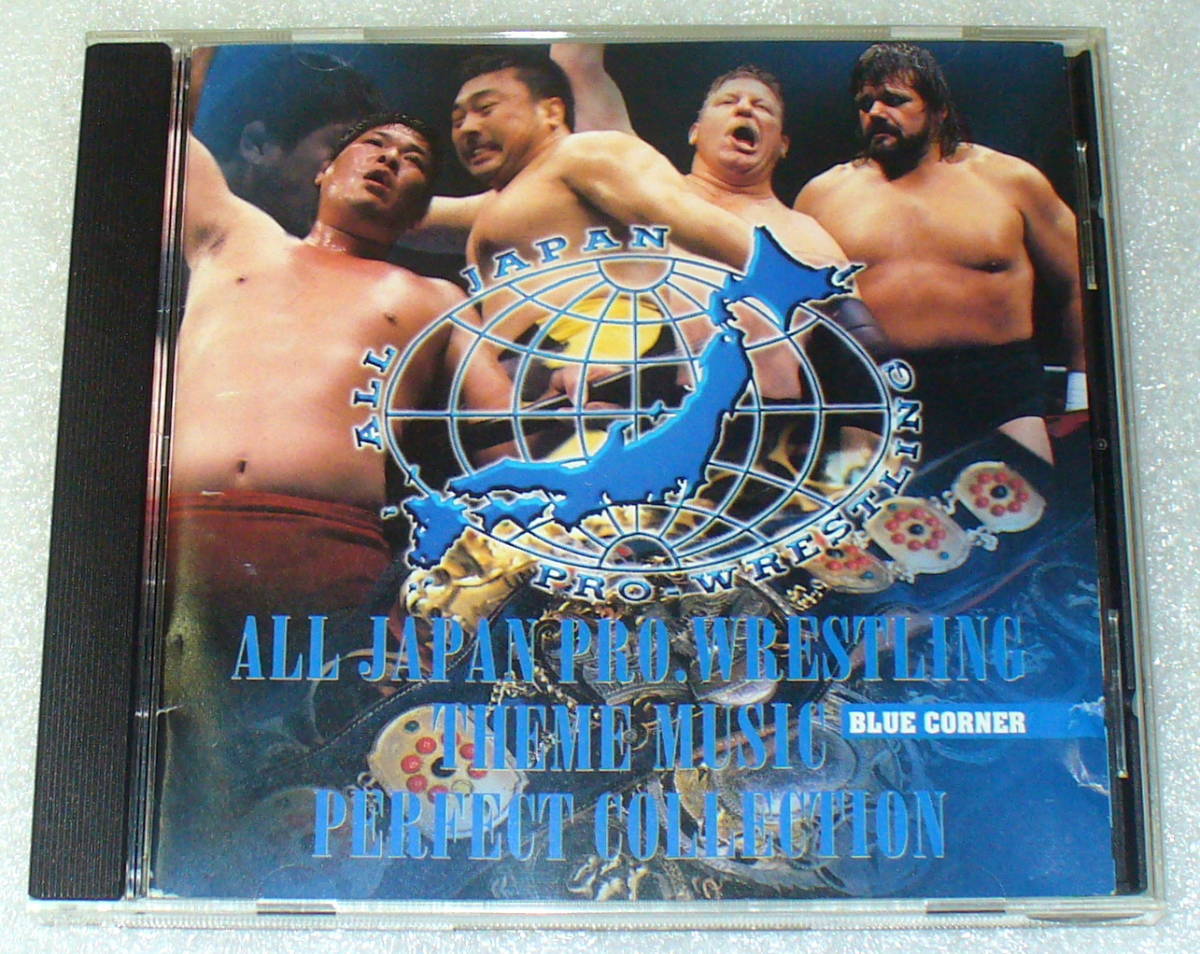 ALL JAPAN PRO-WRESTLING
ALL JAPAN PRO.WRESTLING
THEME MUSIC BLUE CORNER
PERFECT COLLECTION